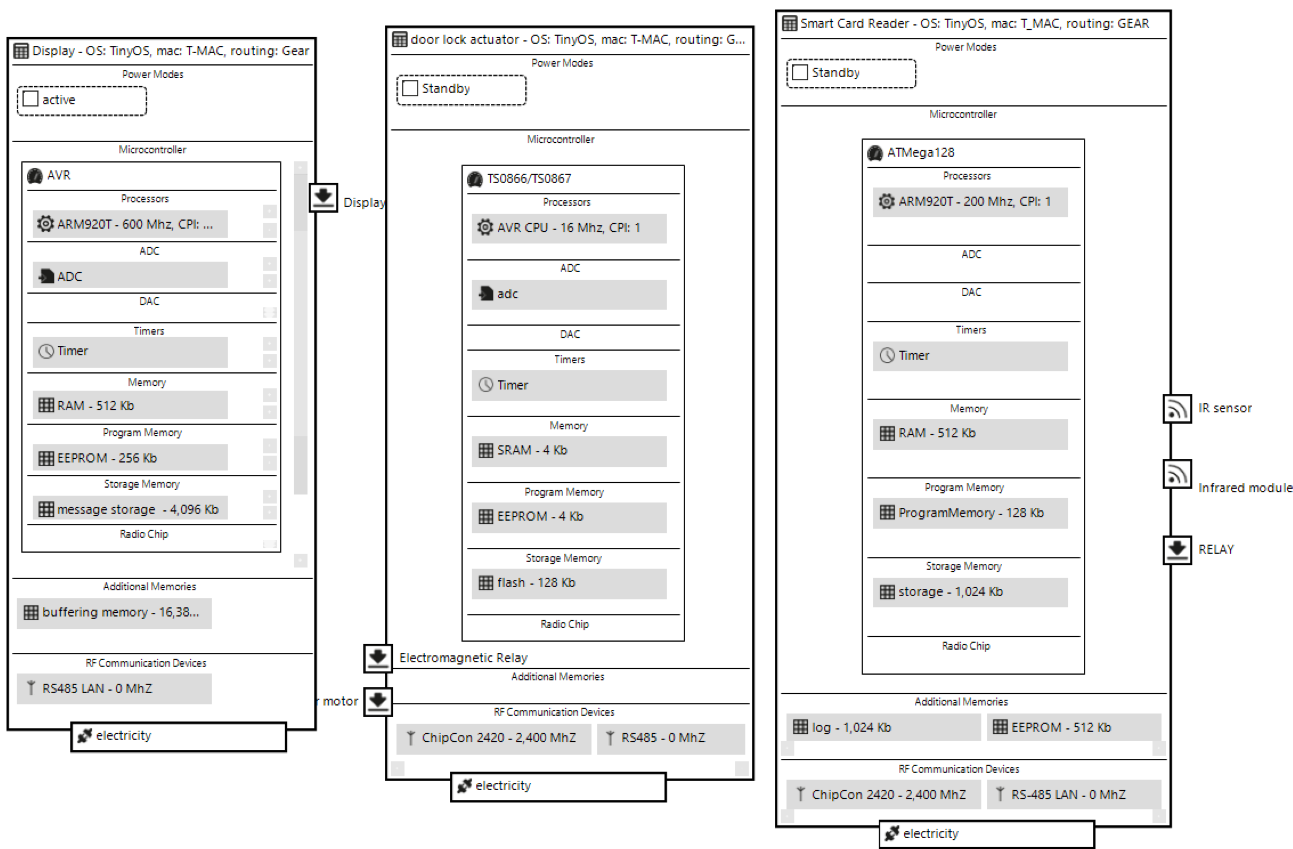 Display - OS: TinyOS, mac: T-MAC, routing: Gear
Power Modes
active
Microcontroller
AVR
Processors
ARM920T - 600 Mhz, CPI: ...
ADC
ADC
DAC
Timers
Timer
Memory
RAM - 512 Kb
Program Memory
EEPROM - 256 Kb
Storage Memory
message storage - 4,096 Kb
Radio Chip
Additional Memories
buffering memory - 16,38...
RF Communication Devices
RS485 LAN - 0 MhZ
electricity
Display
door lock actuator - OS: TinyOS, mac: T-MAC, routing: G...
Power Modes
Standby
Microcontroller
TS0866/TS0867
Processors
AVR CPU - 16 Mhz, CPI: 1
ADC
adc
DAC
Timers
Timer
Memory
SRAM - 4 Kb
Program Memory
EEPROM - 4 Kb
Storage Memory
flash - 128 Kb
Radio Chip
Electromagnetic Relay
Additional Memories
motor
RF Communication Devices
ChipCon 2420 - 2,400 MhZ
RS485 - 0 MhZ
electricity
Smart Card Reader - OS: TinyOS, mac: T_MAC, routing: GEAR
Power Modes
Standby
Microcontroller
ATMega128
Processors
ARM920T - 200 Mhz, CPI: 1
ADC
DAC
Timers
Timer
Memory
RAM - 512 Kb
Program Memory
ProgramMemory - 128 Kb
Storage Memory
storage - 1,024 Kb
Radio Chip
Additional Memories
log - 1,024 Kb
EEPROM - 512 Kb
RF Communication Devices
ChipCon 2420 - 2,400 MhZ
RS-485 LAN - 0 MhZ
electricity
IR sensor
Infrared module
RELAY